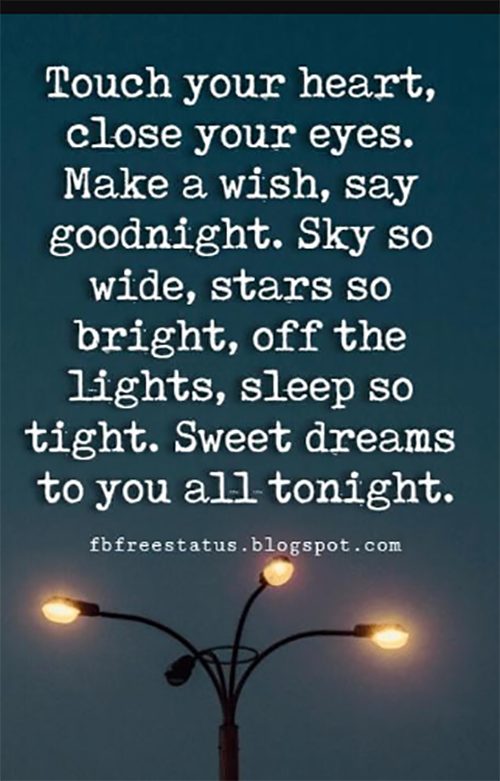 Touch your heart,
close your eyes.
Make a wish, say
goodnight. Sky so
wide, stars so
bright, off the
lights, sleep so
tight. Sweet dreams
to you all tonight.
fbfreestatus.blogspot.com